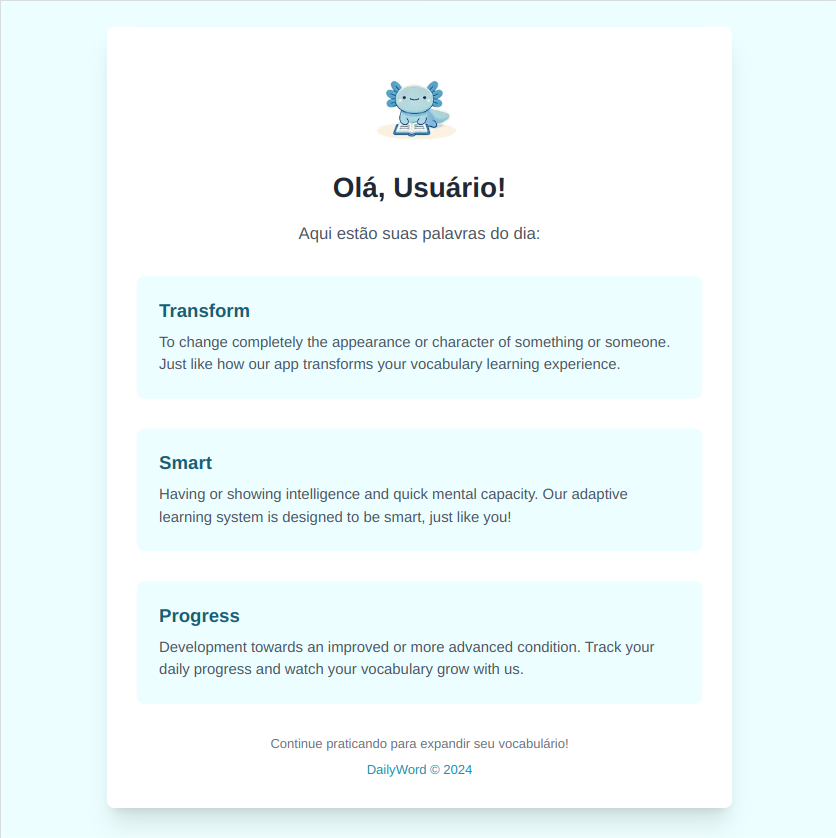 Olá, Usuário!
Aqui estão suas palavras do dia:
Transform
To change completely the appearance or character of something or someone.
Just like how our app transforms your vocabulary learning experience.
Smart
Having or showing intelligence and quick mental capacity. Our adaptive
learning system is designed to be smart, just like you!
Progress
Development towards an improved or more advanced condition. Track your
daily progress and watch your vocabulary grow with us.
Continue praticando para expandir seu vocabulário!
DailyWord © 2024